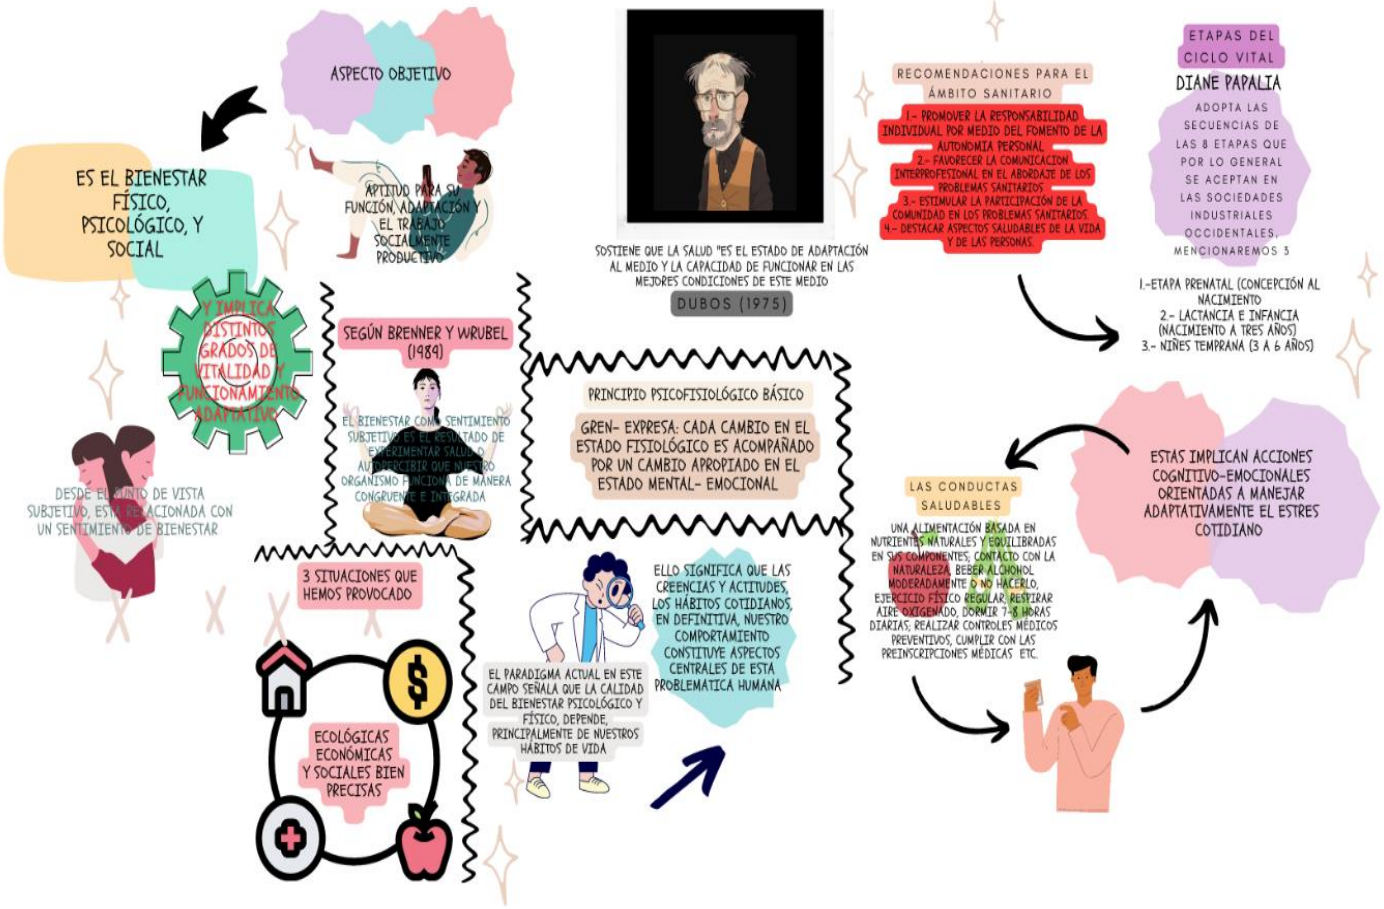 ASPECTO OBJETIVO
ES EL BIENESTAR
FÍSICO,
PSICOLÓGICO, Y
SOCIAL
APTITUD PARA SU
FUNCIÓN, ADAPTACIÓN Y
EL TRABAJO
SOCIALMENTE
PRODUCTIVO
Y IMPLICA
DISTINTOS
GRADOS DE
VITALIDAD Y
FUNCIONAMIENTO
ADAPTATIVO
DESDE EL PUNTO DE VISTA
SUBJETIVO, ESTA RELACIONADA CON
UN SENTIMIENTO DE BIENESTAR
SEGÚN BRENNER Y WRUBEL
(1989)
EL BIENESTAR COMO SENTIMIENTO
SUBJETIVO ES EL RESULTADO DE
EXPERIMENTAR SALUD O
AUTOPERCIBIR QUE NUESTRO
ORGANISMO FUNCIONA DE MANERA
CONGRUENTE E INTEGRADA
3 SITUACIONES QUE
HEMOS PROVOCADO
ECOLÓGICAS
ECONÓMICAS
Y SOCIALES BIEN
PRECISAS
SOSTIENE QUE LA SALUD "ES EL ESTADO DE ADAPTACIÓN
AL MEDIO Y LA CAPACIDAD DE FUNCIONAR EN LAS
MEJORES CONDICIONES DE ESTE MEDIO
DUBOS (1975)
PRINCIPIO PSICOFISIOLÓGICO BÁSICO
GREN- EXPRESA: CADA CAMBIO EN EL
ESTADO FISIOLÓGICO ES ACOMPAÑADO
POR UN CAMBIO APROPIADO EN EL
ESTADO MENTAL- EMOCIONAL
EL PARADIGMA ACTUAL EN ESTE
CAMPO SEÑALA QUE LA CALIDAD
DEL BIENESTAR PSICOLÓGICO Y
FÍSICO, DEPENDE,
PRINCIPALMENTE DE NUESTROS
HÁBITOS DE VIDA
ELLO SIGNIFICA QUE LAS
CREENCIAS Y ACTITUDES,
LOS HÁBITOS COTIDIANOS,
EN DEFINITIVA, NUESTRO
COMPORTAMIENTO
CONSTITUYE ASPECTOS
CENTRALES DE ESTA
PROBLEMATICA HUMANA
RECOMENDACIONES PARA EL
ÁMBITO SANITARIO
1.- PROMOVER LA RESPONSABILIDAD
INDIVIDUAL POR MEDIO DEL FOMENTO DE LA
AUTONOMIA PERSONAL
2.- FAVORECER LA COMUNICACION
INTERPROFESIONAL EN EL ABORDAJE DE LOS
PROBLEMAS SANITARIOS
3.- ESTIMULAR LA PARTICIPACIÓN DE LA
COMUNIDAD EN LOS PROBLEMAS SANITARIOS.
4.- DESTACAR ASPECTOS SALUDABLES DE LA VIDA
Y DE LAS PERSONAS.
ETAPAS DEL
CICLO VITAL
DIANE PAPALIA
ADOPTA LAS
SECUENCIAS DE
LAS 8 ETAPAS QUE
POR LO GENERAL
SE ACEPTAN EN
LAS SOCIEDADES
INDUSTRIALES
OCCIDENTALES,
MENCIONAREMOS 3
1.-ETAPA PRENATAL (CONCEPCIÓN AL
NACIMIENTO
2.- LACTANCIA E INFANCIA
(NACIMIENTO A TRES AÑOS)
3.- NIÑES TEMPRANA (3 A 6 AÑOS)
LAS CONDUCTAS
SALUDABLES
UNA ALIMENTACIÓN BASADA EN
NUTRIENTES NATURALES Y EQUILIBRADAS
EN SUS COMPONENTES, CONTACTO CON LA
NATURALEZA, BEBER ALCHOHOL
MODERADAMENTE O NO HACERLO,
EJERCICIO FÍSICO REGULAR, RESPIRAR
AIRE OXIGENADO, DORMIR 7-8 HORAS
DIARIAS, REALIZAR CONTROLES MÉDICOS
PREVENTIVOS, CUMPLIR CON LAS
PREINSCRIPCIONES MÉDICAS ETC.
ESTAS IMPLICAN ACCIONES
COGNITIVO-EMOCIONALES
ORIENTADAS A MANEJAR
ADAPTATIVAMENTE EL ESTRES
COTIDIANO